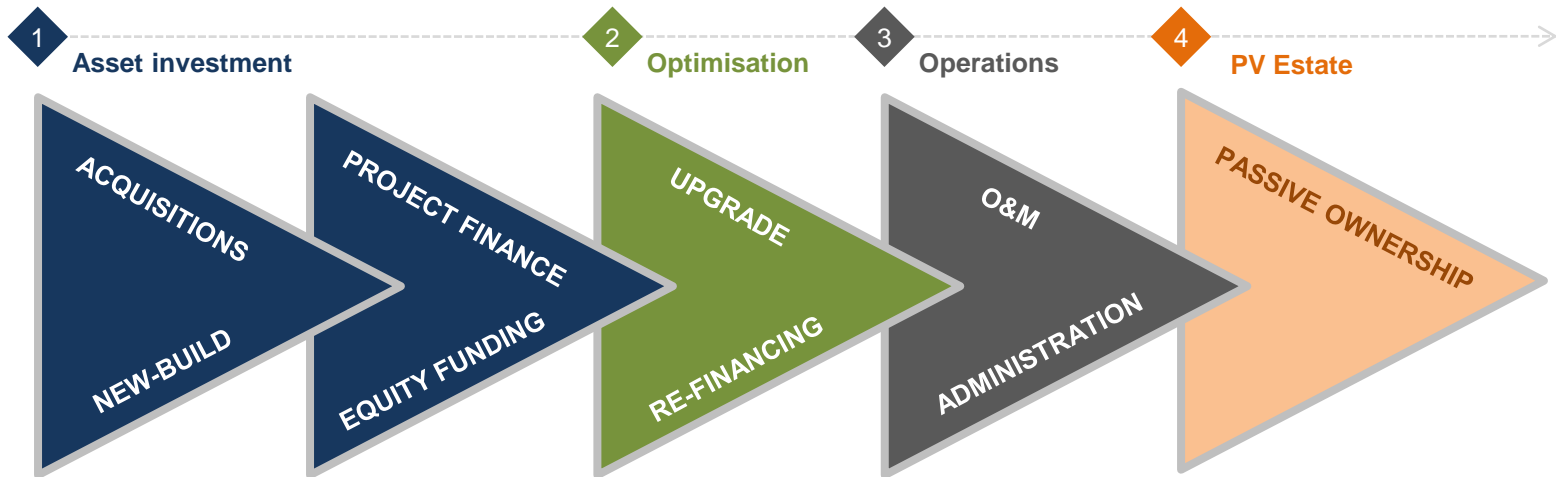 1
Asset investment
2
Optimisation
3
Operations
4
PV Estate
ACQUISITIONS
NEW-BUILD
PROJECT FINANCE
EQUITY FUNDING
UPGRADE
RE-FINANCING
O&M
ADMINISTRATION
PASSIVE OWNERSHIP